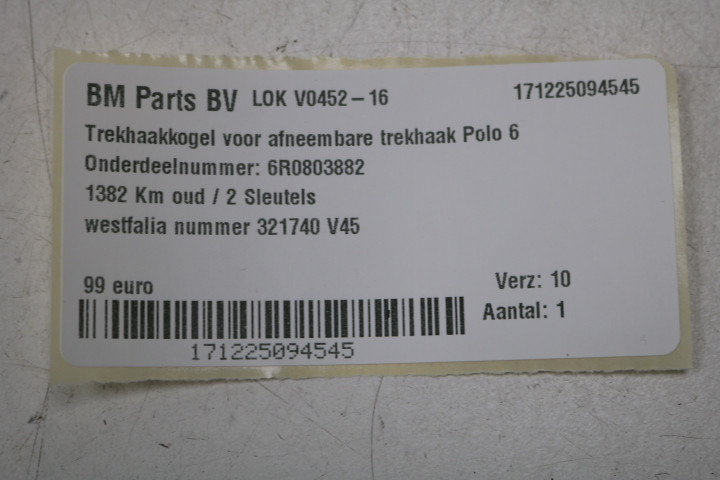 BM Parts BV LOK V0452-16 171225094545
Trekhaakkogel voor afneembare trekhaak Polo 6
Onderdeelnummer: 6R0803882
1382 Km oud / 2 Sleutels
westfalia nummer 321740 V45
99 euro Verz: 10
Aantal: 1
171225094545